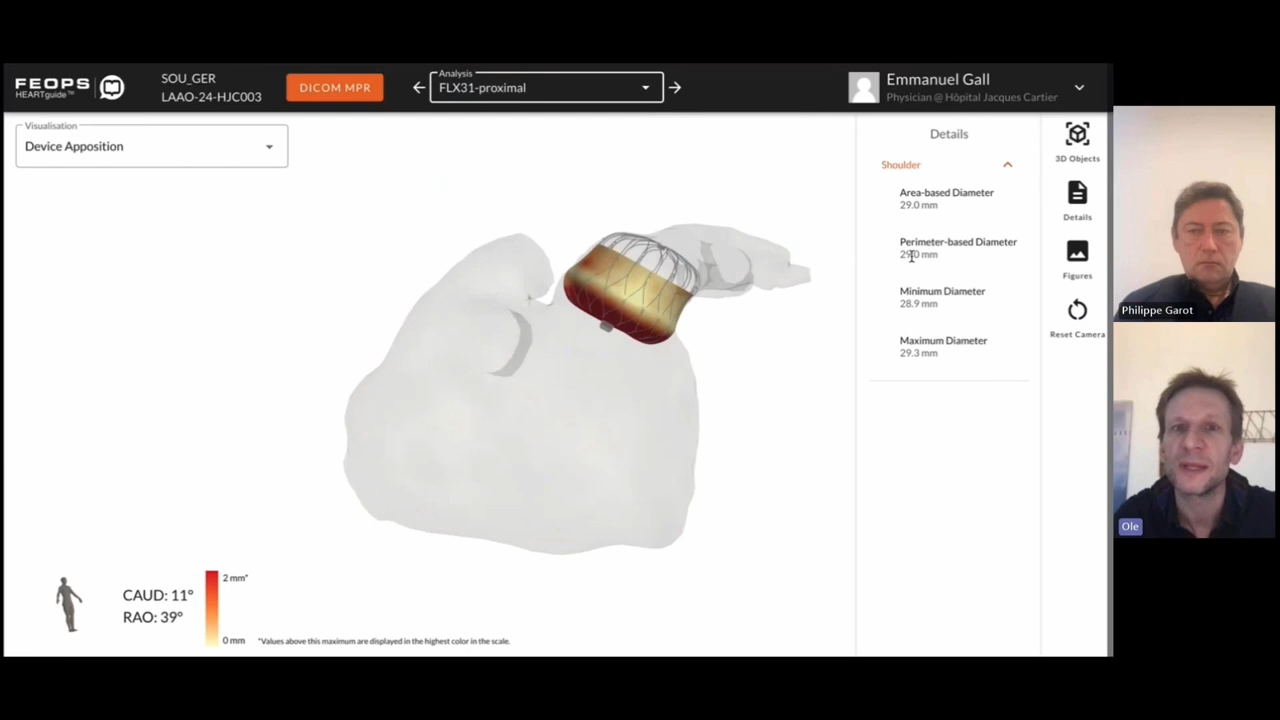 FEOPS
HEARTguide™
SOU_GER
LAAO-24-HJC003
DICOM MPR
Analysis
FLX31-proximal
Emmanuel Gall
Physician @ Hôpital Jacques Cartier
Visualisation
Device Apposition
Details
Shoulder
Area-based Diameter
29.0 mm
Perimeter-based Diameter
29.0 mm
Minimum Diameter
28.9 mm
Maximum Diameter
29.3 mm
3D Objects
Details
Figures
Reset Camera
Philippe Garot
Ole
CAUD: 11°
RAO: 39°
2 mm*
0 mm
*Values above this maximum are displayed in the highest color in the scale.